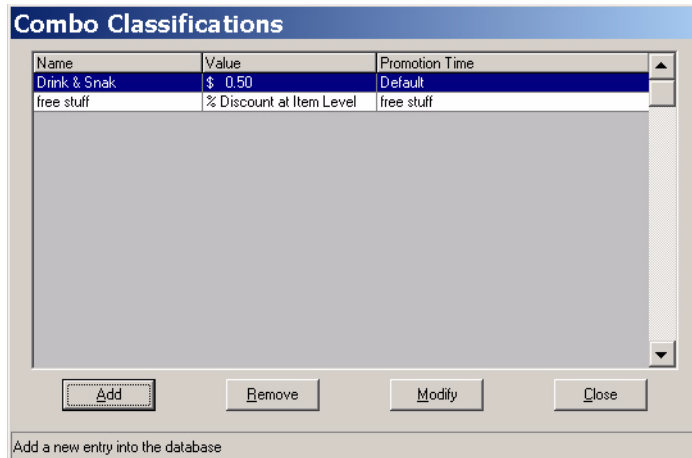 Combo Classifications
Name Value Promotion Time
Drink & Snak $ 0.50 Default
free stuff % Discount at Item Level free stuff
Add Remove Modify Close
Add a new entry into the database